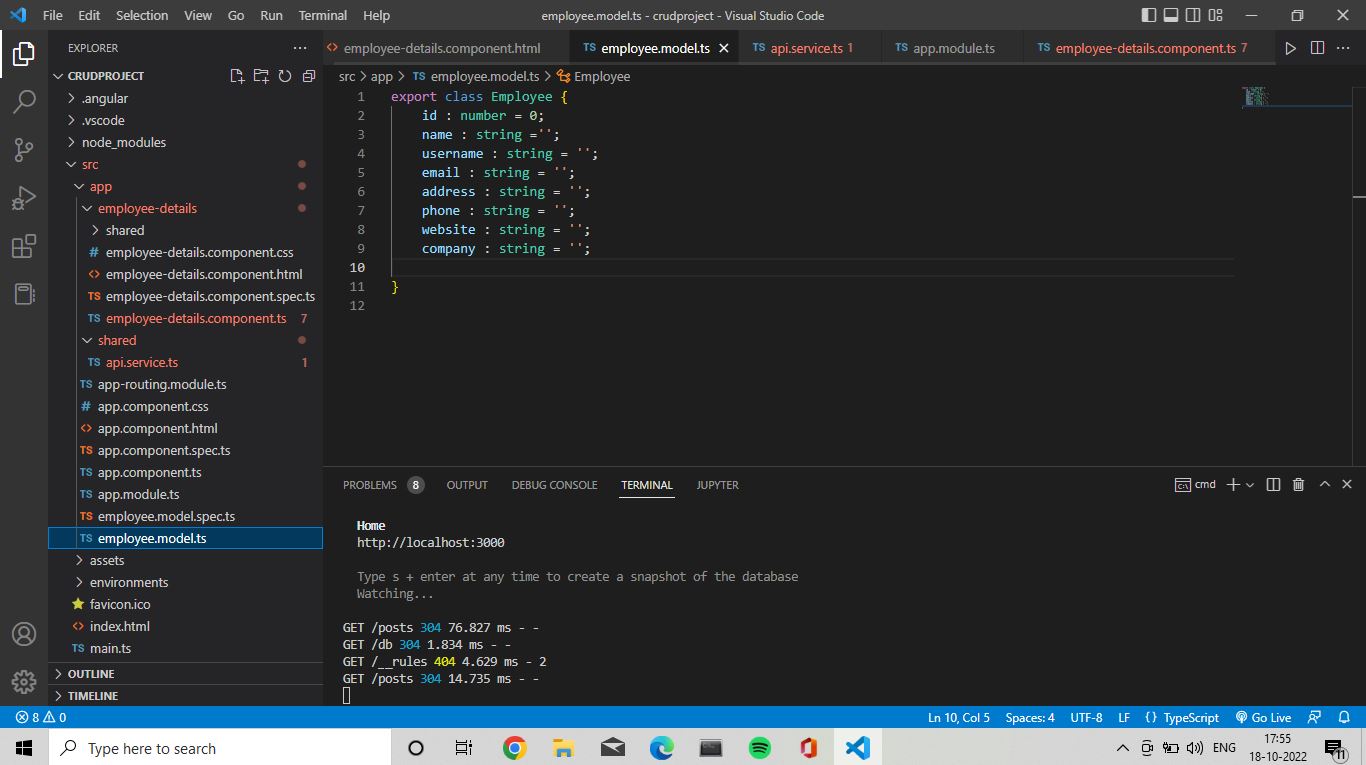 File Edit Selection View Go Run Terminal Help
employee.model.ts - crudproject - Visual Studio Code
EXPLORER
CRUDPROJECT
.angular
.vscode
node_modules
src
app
employee-details
shared
# employee-details.component.css
<> employee-details.component.html
TS employee-details.component.spec.ts
TS employee-details.component.ts 7
shared
TS api.service.ts 1
TS app-routing.module.ts
# app.component.css
<> app.component.html
TS app.component.spec.ts
TS app.component.ts
TS app.module.ts
TS employee.model.spec.ts
TS employee.model.ts
assets
environments
favicon.ico
<> index.html
TS main.ts
OUTLINE
TIMELINE
<> employee-details.component.html TS employee.model.ts TS api.service.ts 1 TS app.module.ts TS employee-details.component.ts 7
src > app > TS employee.model.ts > Employee
1 export class Employee {
2 id : number = 0;
3 name : string ='';
4 username : string = '';
5 email : string = '';
6 address : string = '';
7 phone : string = '';
8 website : string = '';
9 company : string = '';
10
11 }
12
PROBLEMS 8 OUTPUT DEBUG CONSOLE TERMINAL JUPYTER
cmd
Home
http://localhost:3000
Type s + enter at any time to create a snapshot of the database
Watching...
GET /posts 304 76.827 ms - -
GET /db 304 1.834 ms - -
GET /__rules 404 4.629 ms - 2
GET /posts 304 14.735 ms - -
8 0 Ln 10, Col 5 Spaces: 4 UTF-8 LF {} TypeScript Go Live
Type here to search
ENG
17:55
18-10-2022
11